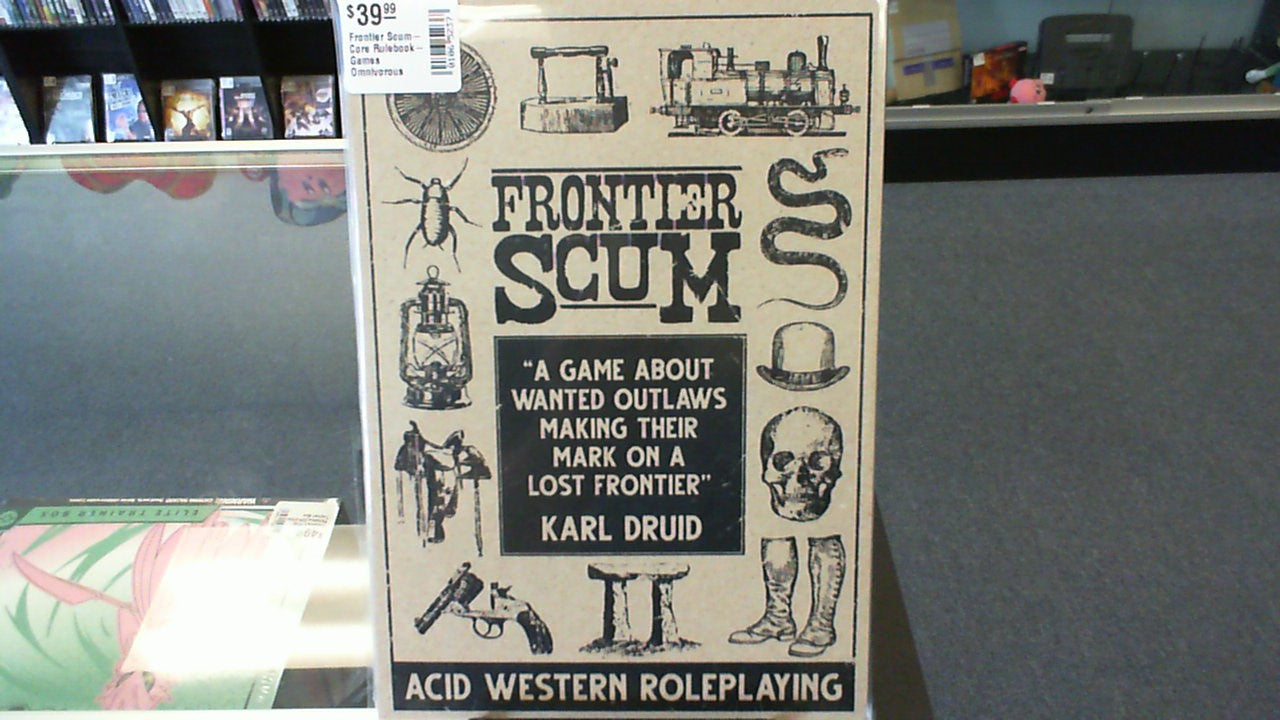 $39.99
Frontier Scum -
Core Rulebook -
Games
Omnivorous
FRONTIER
SCUM
"A GAME ABOUT
WANTED OUTLAWS
MAKING THEIR
MARK ON A
LOST FRONTIER"
KARL DRUID
ACID WESTERN ROLEPLAYING
ELITE TRAINER BOX